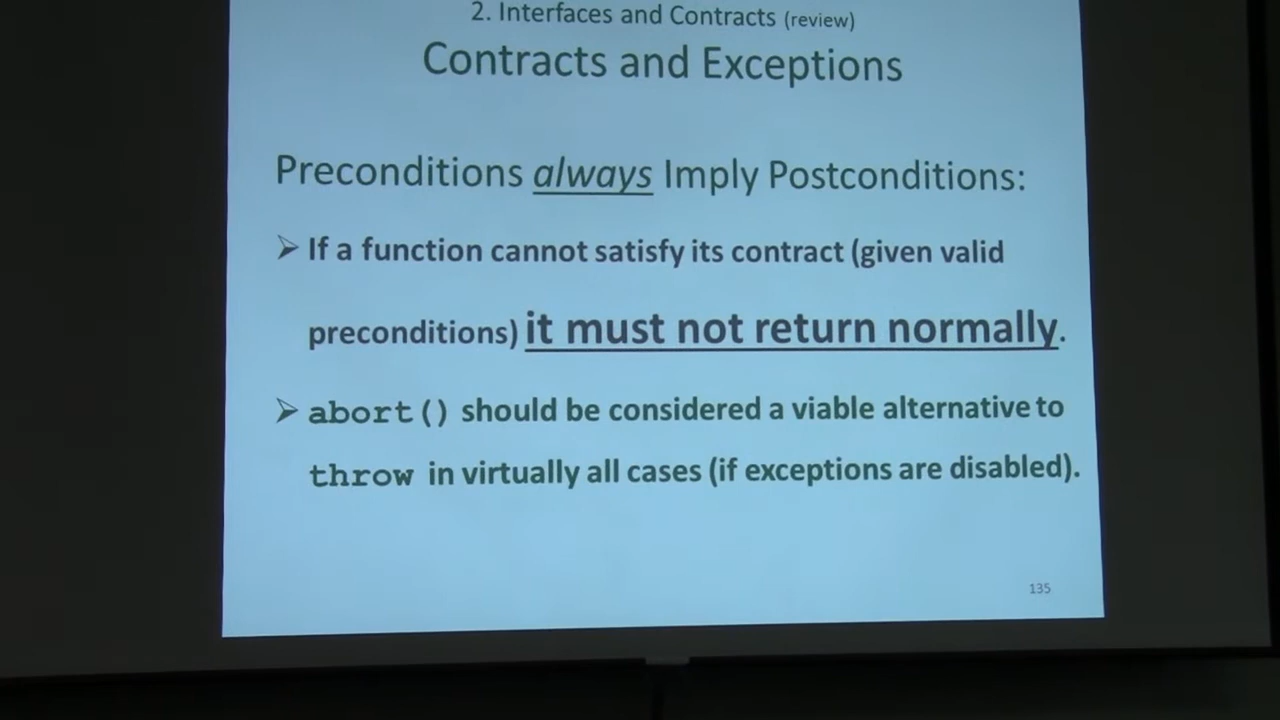 2. Interfaces and Contracts (review)
Contracts and Exceptions
Preconditions always Imply Postconditions:
➢ If a function cannot satisfy its contract (given valid
preconditions) it must not return normally.
➢ abort() should be considered a viable alternative to
throw in virtually all cases (if exceptions are disabled).
135